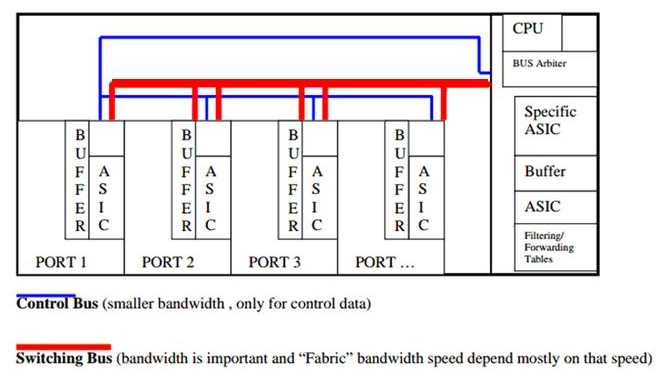 CPU
BUS Arbiter
Specific
ASIC
Buffer
ASIC
Filtering/
Forwarding
Tables
BUFFER
ASIC
PORT 1
BUFFER
ASIC
PORT 2
BUFFER
ASIC
PORT 3
BUFFER
ASIC
PORT ...
Control Bus (smaller bandwidth , only for control data)
Switching Bus (bandwidth is important and “Fabric” bandwidth speed depend mostly on that speed)